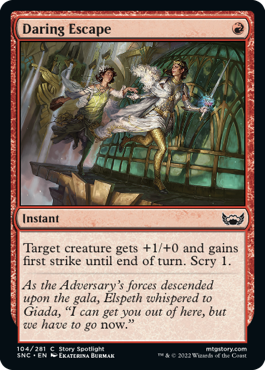 Daring Escape
Instant
Target creature gets +1/+0 and gains
first strike until end of turn. Scry 1.
As the Adversary's forces descended
upon the gala, Elspeth whispered to
Giada, "I can get you out of here, but
we have to go now."
104/281 C Story Spotlight
mtgstory.com
SNC • EN Ekaterina Burmak
™ & © 2022 Wizards of the Coast